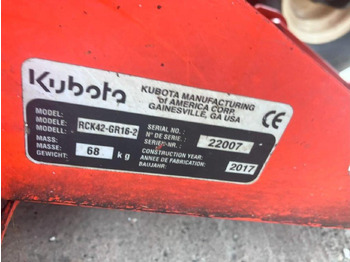 Kubota
KUBOTA MANUFACTURING
of AMERICA CORP.
GAINESVILLE, GA USA
CE
MODEL:
MODELE:
MODELL:
RCK42-GR16-2
SERIAL NO.:
N° DE SERIE:
SERIEN-NR.:
22007
MASS:
MASSE:
GEWICHT:
68 kg
CONSTRUCTION YEAR:
ANNEE DE FABRICATION:
BAUJAHR:
2017